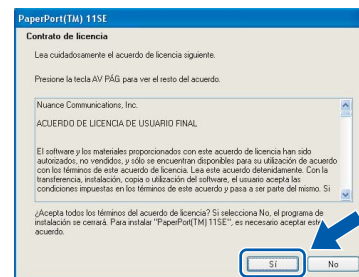 PaperPort(TM) 11SE
Contrato de licencia
Lea cuidadosamente el acuerdo de licencia siguiente.
Presione la tecla AV PÁG para ver el resto del acuerdo.
Nuance Communications, Inc.
ACUERDO DE LICENCIA DE USUARIO FINAL
El software y los materiales proporcionados con este acuerdo de licencia han sido
autorizados, no vendidos, y sólo se encuentran disponibles para su utilización de acuerdo
con los términos de este acuerdo de licencia. Lea este acuerdo detenidamente. Con la
transferencia, instalación, copia o utilización del software, el usuario acepta las
condiciones impuestas en los términos de este acuerdo y pasa a ser parte del mismo. Si
¿Acepta todos los términos del acuerdo de licencia? Si selecciona No, el programa de
instalación se cerrará. Para instalar "PaperPort(TM) 11SE", es necesario aceptar este
acuerdo.
Sí
No